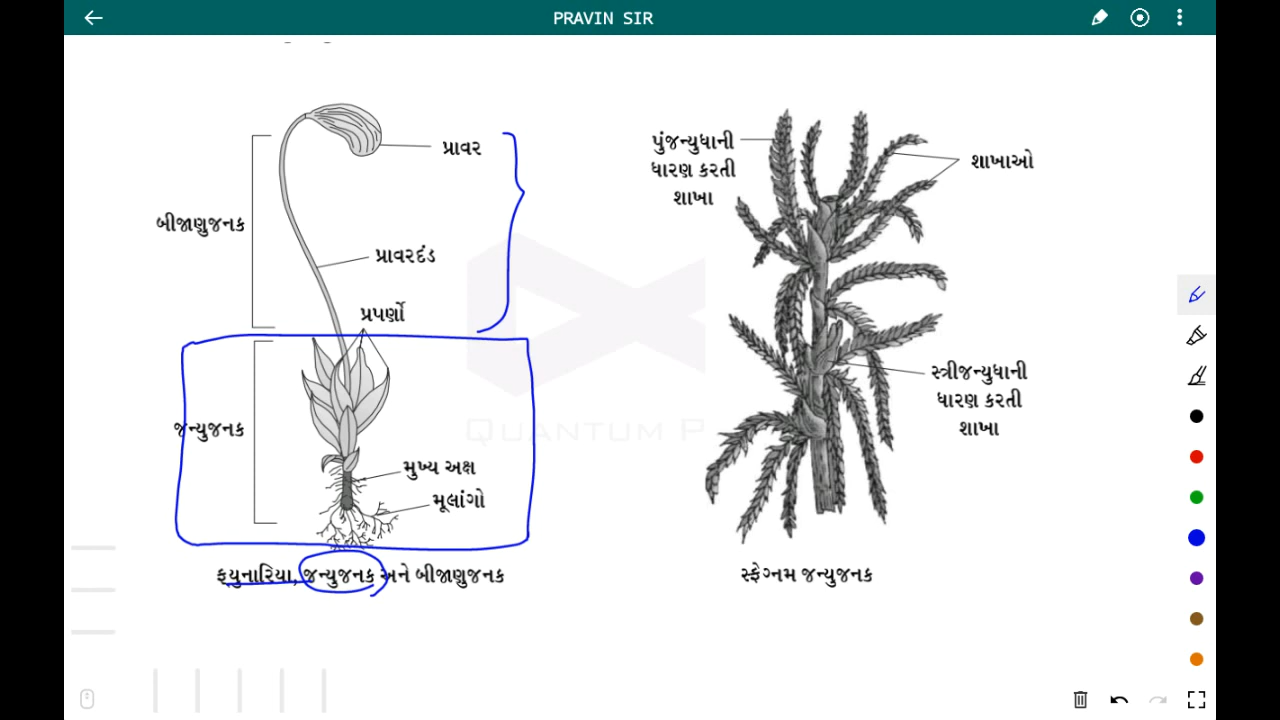 PRAVIN SIR
પ્રાવર
બીજાણુજનક
પ્રાવરદંડ
પ્રપર્ણો
જન્યુજનક
મુખ્ય અક્ષ
મૂલાંગો
ફ્યુનારિયા, જન્યુજનક અને બીજાણુજનક
પુંજન્યુધાની
ધારણ કરતી
શાખા
શાખાઓ
સ્ત્રીજન્યુધાની
ધારણ કરતી
શાખા
સ્ફેગ્નમ જન્યુજનક
QUANTUM P